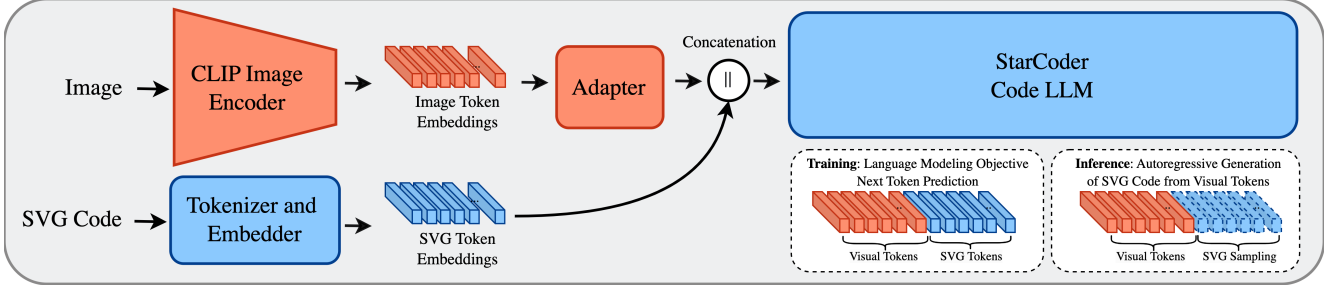 Image
CLIP Image
Encoder
...
Image Token
Embeddings
Adapter
Concatenation
||
StarCoder
Code LLM
SVG Code
Tokenizer and
Embedder
...
SVG Token
Embeddings
Training: Language Modeling Objective
Next Token Prediction
... ...
Visual Tokens SVG Tokens
Inference: Autoregressive Generation
of SVG Code from Visual Tokens
... ...
Visual Tokens SVG Sampling